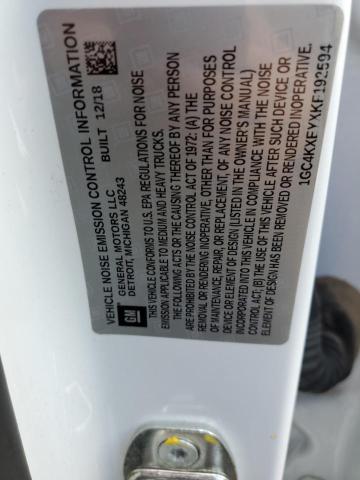 VEHICLE NOISE EMISSION CONTROL INFORMATION
GENERAL MOTORS LLC BUILT 12/18
DETROIT, MICHIGAN 48243
GM
THIS VEHICLE CONFORMS TO U.S. EPA REGULATIONS FOR NOISE
EMISSION APPLICABLE TO MEDIUM AND HEAVY TRUCKS.
THE FOLLOWING ACTS OR THE CAUSING THEREOF BY ANY PERSON
ARE PROHIBITED BY THE NOISE CONTROL ACT OF 1972: (A) THE
REMOVAL OR RENDERING INOPERATIVE, OTHER THAN FOR PURPOSES
OF MAINTENANCE, REPAIR, OR REPLACEMENT, OF ANY NOISE CONTROL
DEVICE OR ELEMENT OF DESIGN (LISTED IN THE OWNER'S MANUAL)
INCORPORATED INTO THIS VEHICLE IN COMPLIANCE WITH THE NOISE
CONTROL ACT; (B) THE USE OF THIS VEHICLE AFTER SUCH DEVICE OR
ELEMENT OF DESIGN HAS BEEN REMOVED OR RENDERED INOPERATIVE.
1GC4KXEYXKF192594